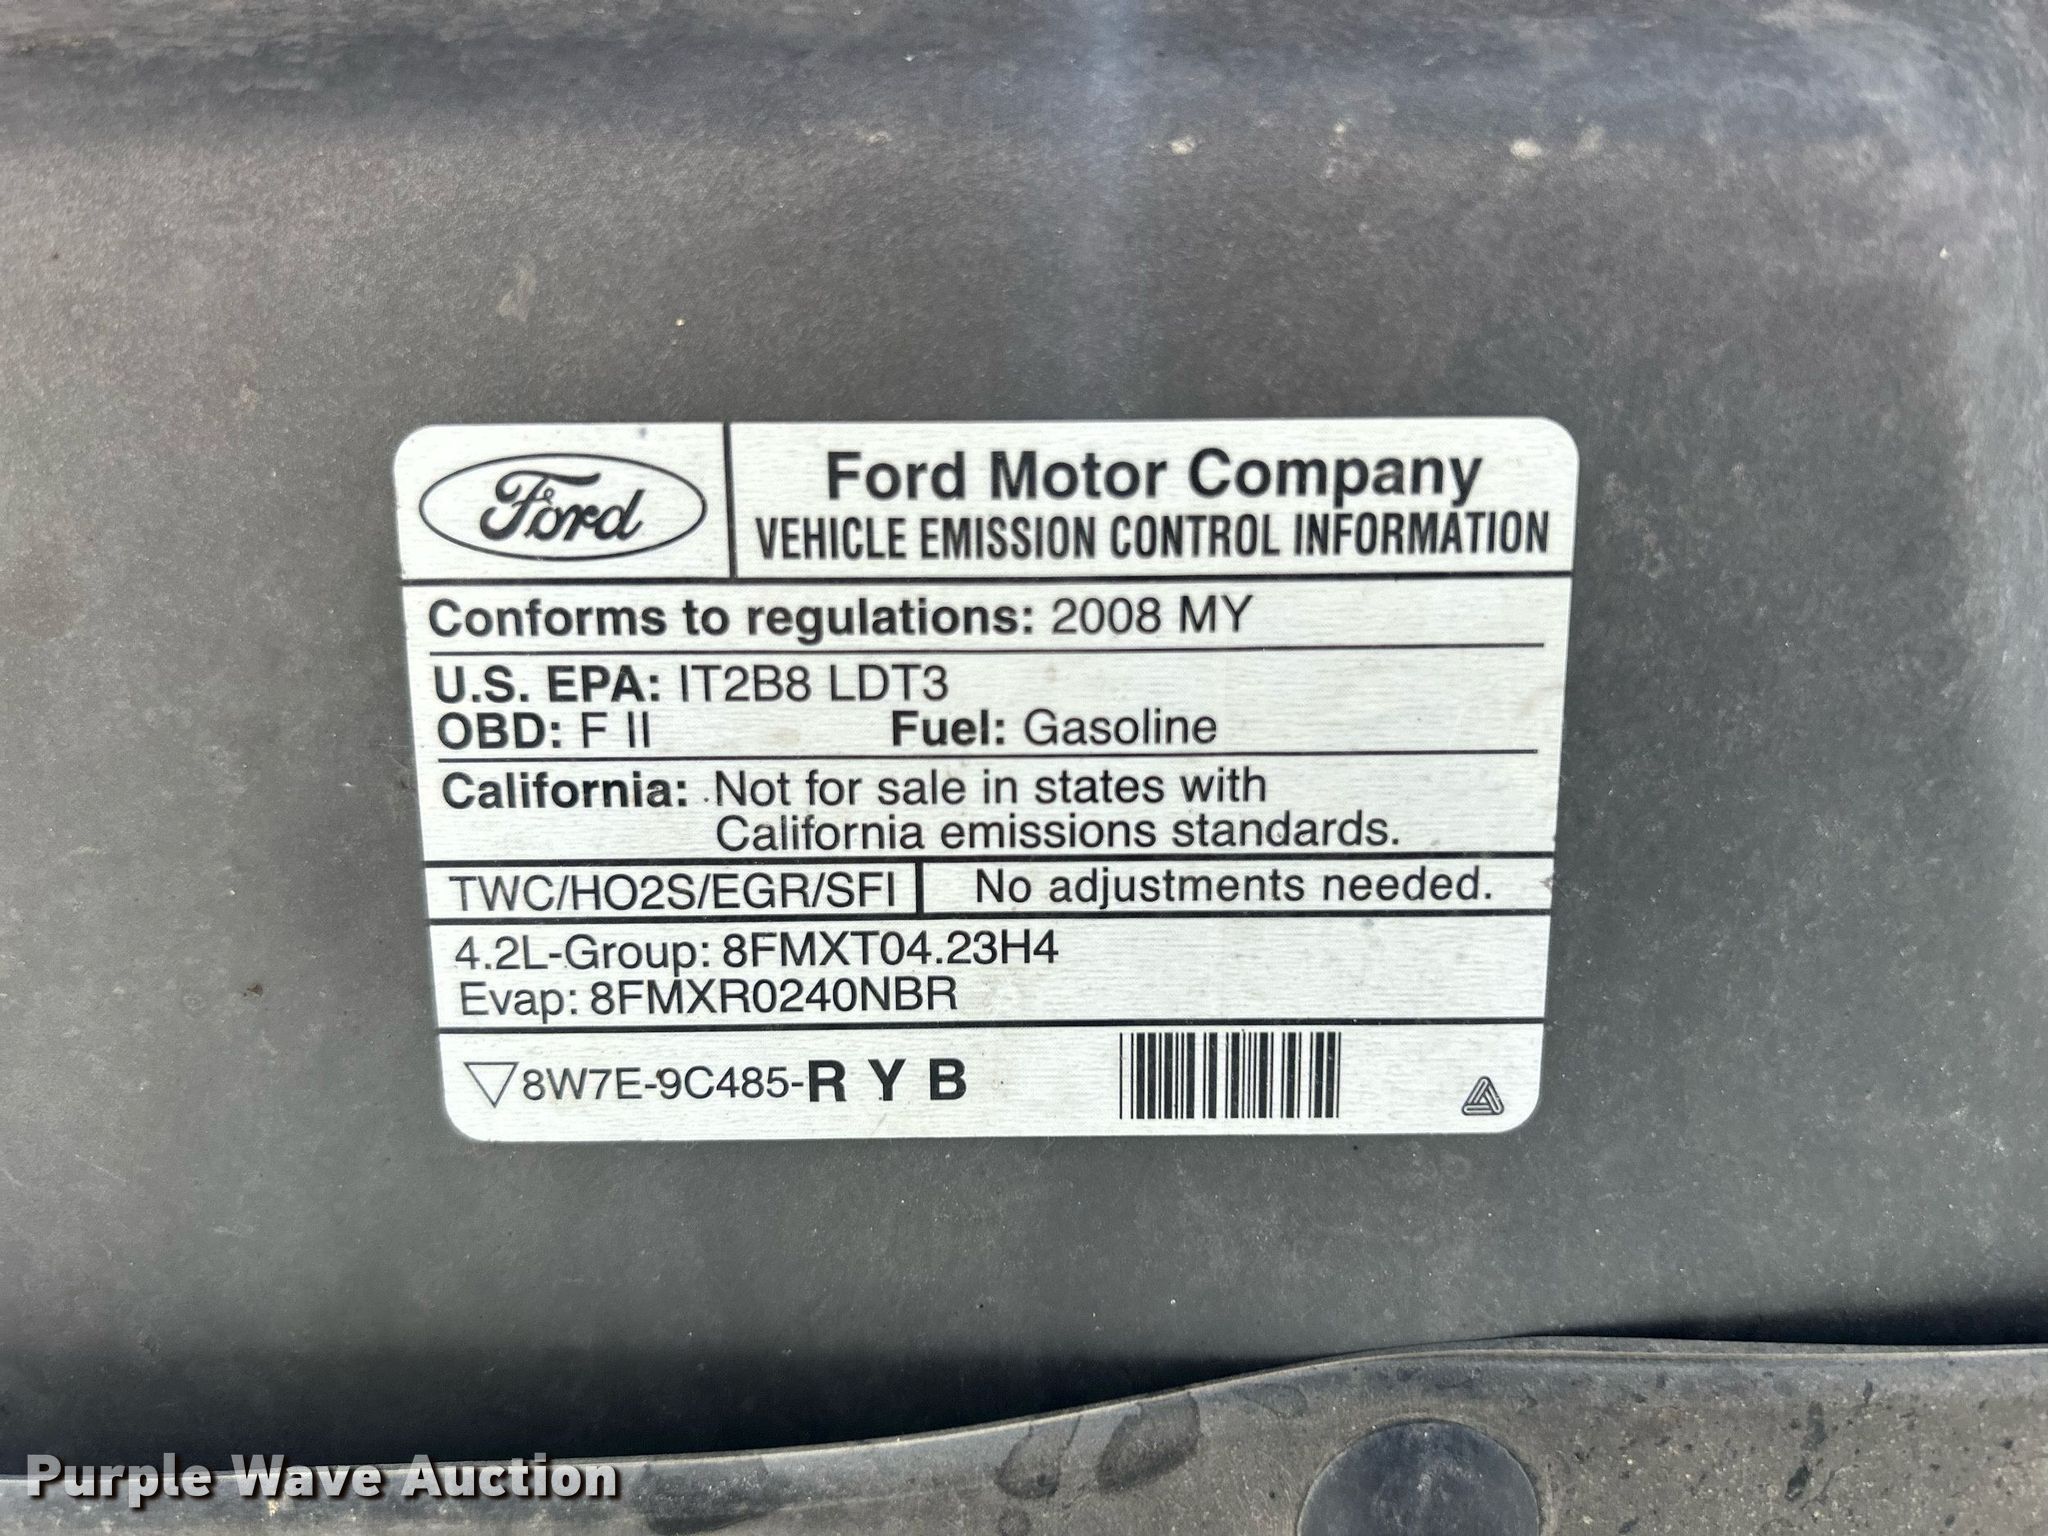 Ford
Ford Motor Company
VEHICLE EMISSION CONTROL INFORMATION
Conforms to regulations: 2008 MY
U.S. EPA: IT2B8 LDT3
OBD: F II Fuel: Gasoline
California: Not for sale in states with
California emissions standards.
TWC/HO2S/EGR/SFI No adjustments needed.
4.2L-Group: 8FMXT04.23H4
Evap: 8FMXR0240NBR
8W7E-9C485-R Y B
Purple Wave Auction